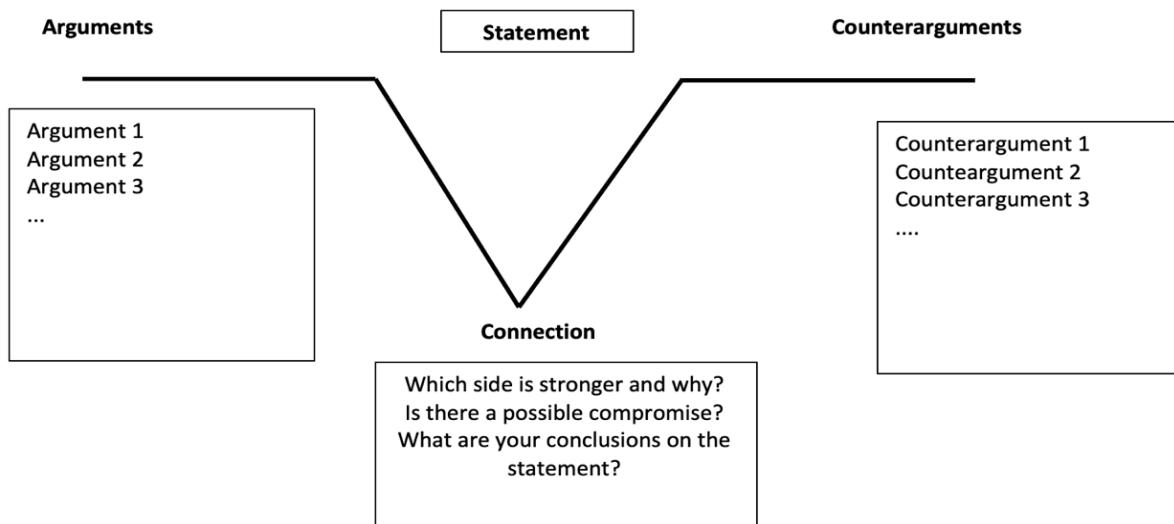 Arguments
Statement
Counterarguments
Argument 1
Argument 2
Argument 3
...
Counterargument 1
Counteargument 2
Counterargument 3
....
Connection
Which side is stronger and why?
Is there a possible compromise?
What are your conclusions on the
statement?